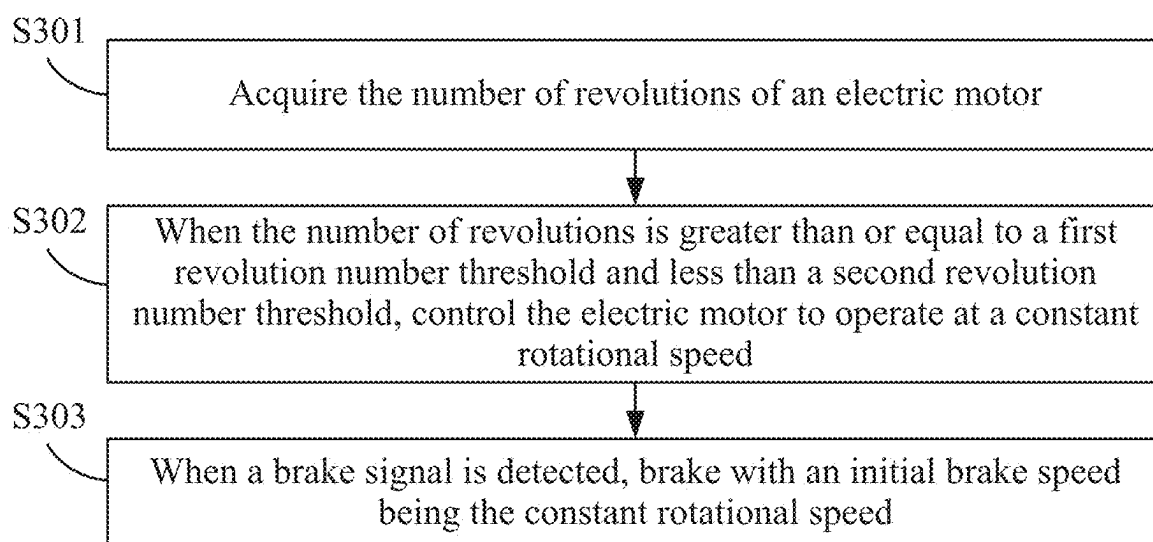 S301
Acquire the number of revolutions of an electric motor
S302
When the number of revolutions is greater than or equal to a first
revolution number threshold and less than a second revolution
number threshold, control the electric motor to operate at a constant
rotational speed
S303
When a brake signal is detected, brake with an initial brake speed
being the constant rotational speed